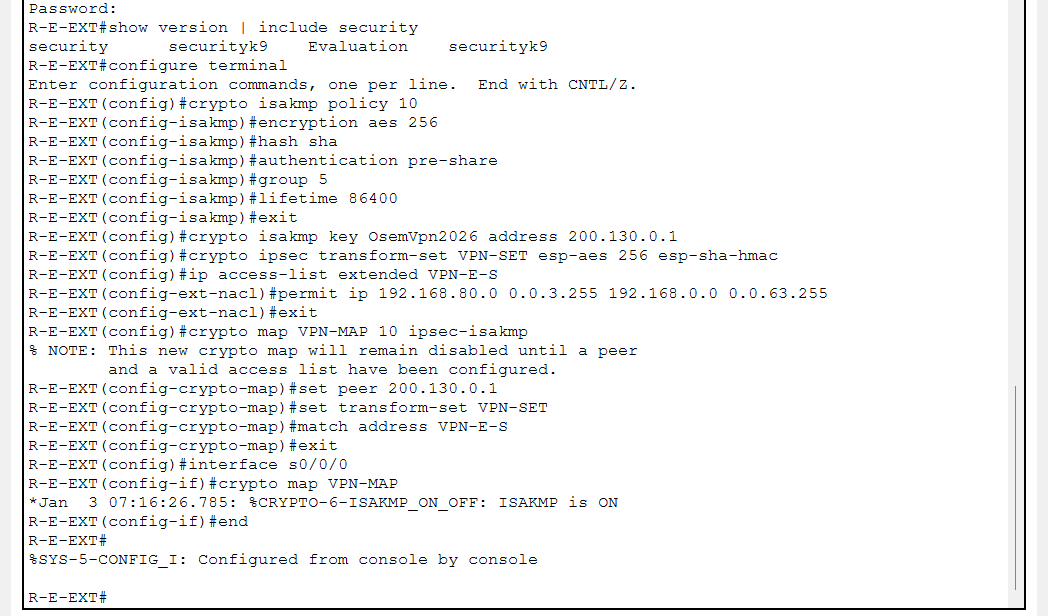 Password:
R-E-EXT#show version | include security
security      securityk9    Evaluation    securityk9
R-E-EXT#configure terminal
Enter configuration commands, one per line.  End with CNTL/Z.
R-E-EXT(config)#crypto isakmp policy 10
R-E-EXT(config-isakmp)#encryption aes 256
R-E-EXT(config-isakmp)#hash sha
R-E-EXT(config-isakmp)#authentication pre-share
R-E-EXT(config-isakmp)#group 5
R-E-EXT(config-isakmp)#lifetime 86400
R-E-EXT(config-isakmp)#exit
R-E-EXT(config)#crypto isakmp key OsemVpn2026 address 200.130.0.1
R-E-EXT(config)#crypto ipsec transform-set VPN-SET esp-aes 256 esp-sha-hmac
R-E-EXT(config)#ip access-list extended VPN-E-S
R-E-EXT(config-ext-nacl)#permit ip 192.168.80.0 0.0.3.255 192.168.0.0 0.0.63.255
R-E-EXT(config-ext-nacl)#exit
R-E-EXT(config)#crypto map VPN-MAP 10 ipsec-isakmp
% NOTE: This new crypto map will remain disabled until a peer
        and a valid access list have been configured.
R-E-EXT(config-crypto-map)#set peer 200.130.0.1
R-E-EXT(config-crypto-map)#set transform-set VPN-SET
R-E-EXT(config-crypto-map)#match address VPN-E-S
R-E-EXT(config-crypto-map)#exit
R-E-EXT(config)#interface s0/0/0
R-E-EXT(config-if)#crypto map VPN-MAP
*Jan  3 07:16:26.785: %CRYPTO-6-ISAKMP_ON_OFF: ISAKMP is ON
R-E-EXT(config-if)#end
R-E-EXT#
%SYS-5-CONFIG_I: Configured from console by console
R-E-EXT#